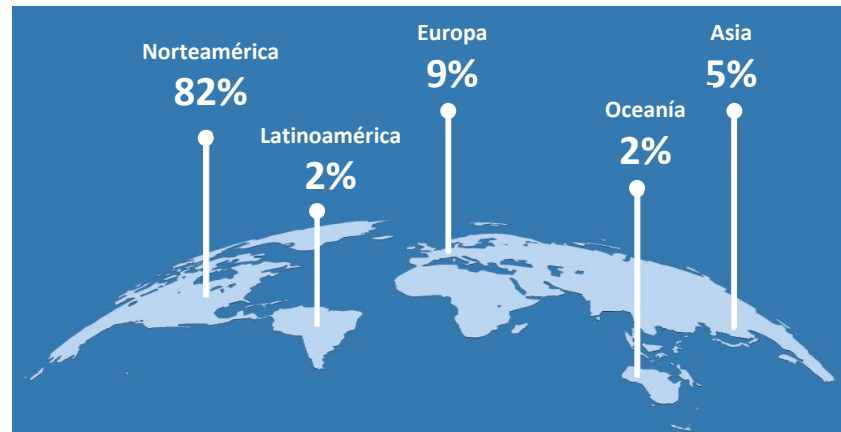 Norteamérica
82%
Latinoamérica
2%
Europa
9%
Oceanía
2%
Asia
5%